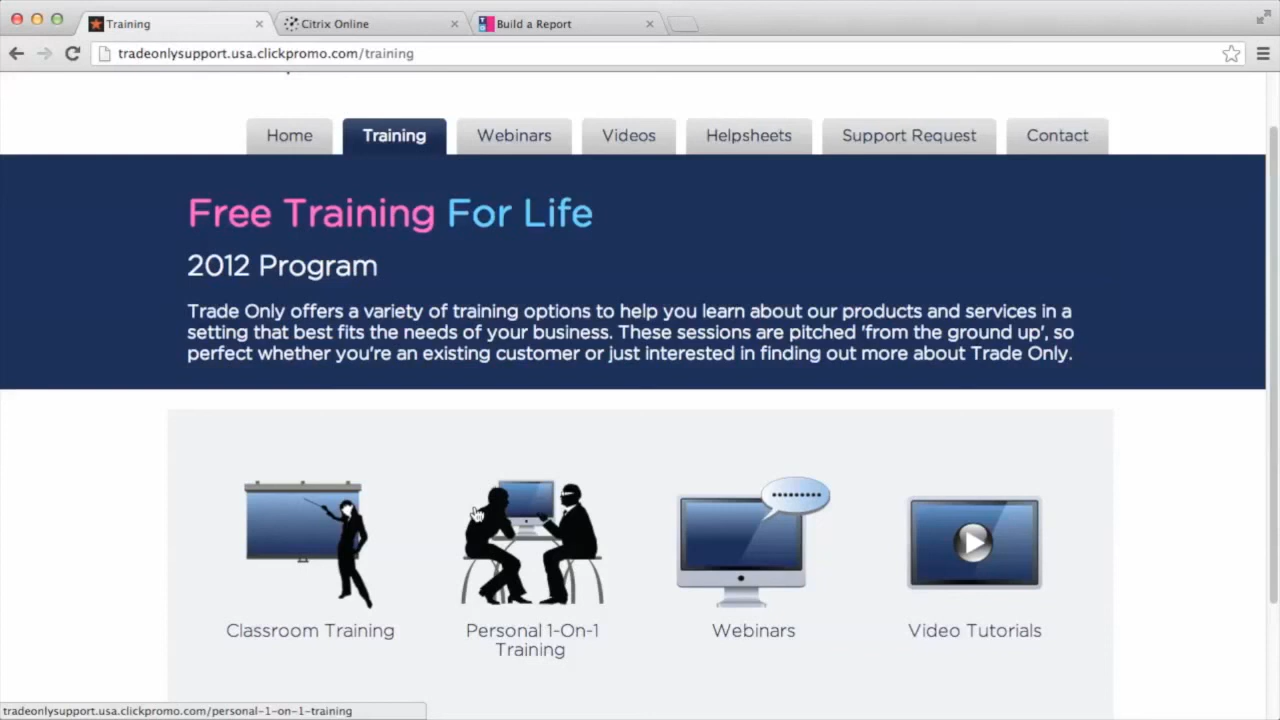 Training
Citrix Online
Build a Report
tradeonlysupport.usa.clickpromo.com/training
Home
Training
Webinars
Videos
Helpsheets
Support Request
Contact
Free Training For Life
2012 Program
Trade Only offers a variety of training options to help you learn about our products and services in a
setting that best fits the needs of your business. These sessions are pitched 'from the ground up', so
perfect whether you're an existing customer or just interested in finding out more about Trade Only.
Classroom Training
Personal 1-On-1
Training
Webinars
Video Tutorials
tradeonlysupport.usa.clickpromo.com/personal-1-on-1-training